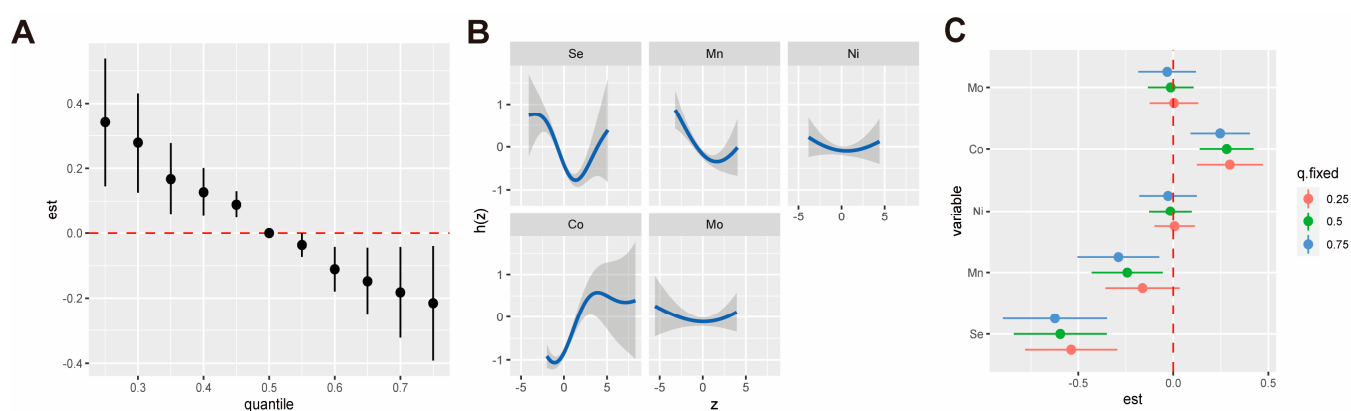 A
B
C
0.4
0.2
0.0
-0.2
-0.4
est
0.3
0.4
0.5
0.6
0.7
quantile
Se
Mn
Ni
1
0
-1
h(z)
-5
0
5
Co
Mo
1
0
-1
-5
0
5
-5
0
5
z
Mo
Co
Ni
Mn
Se
variable
-0.5
0.0
0.5
est
q.fixed
0.25
0.5
0.75